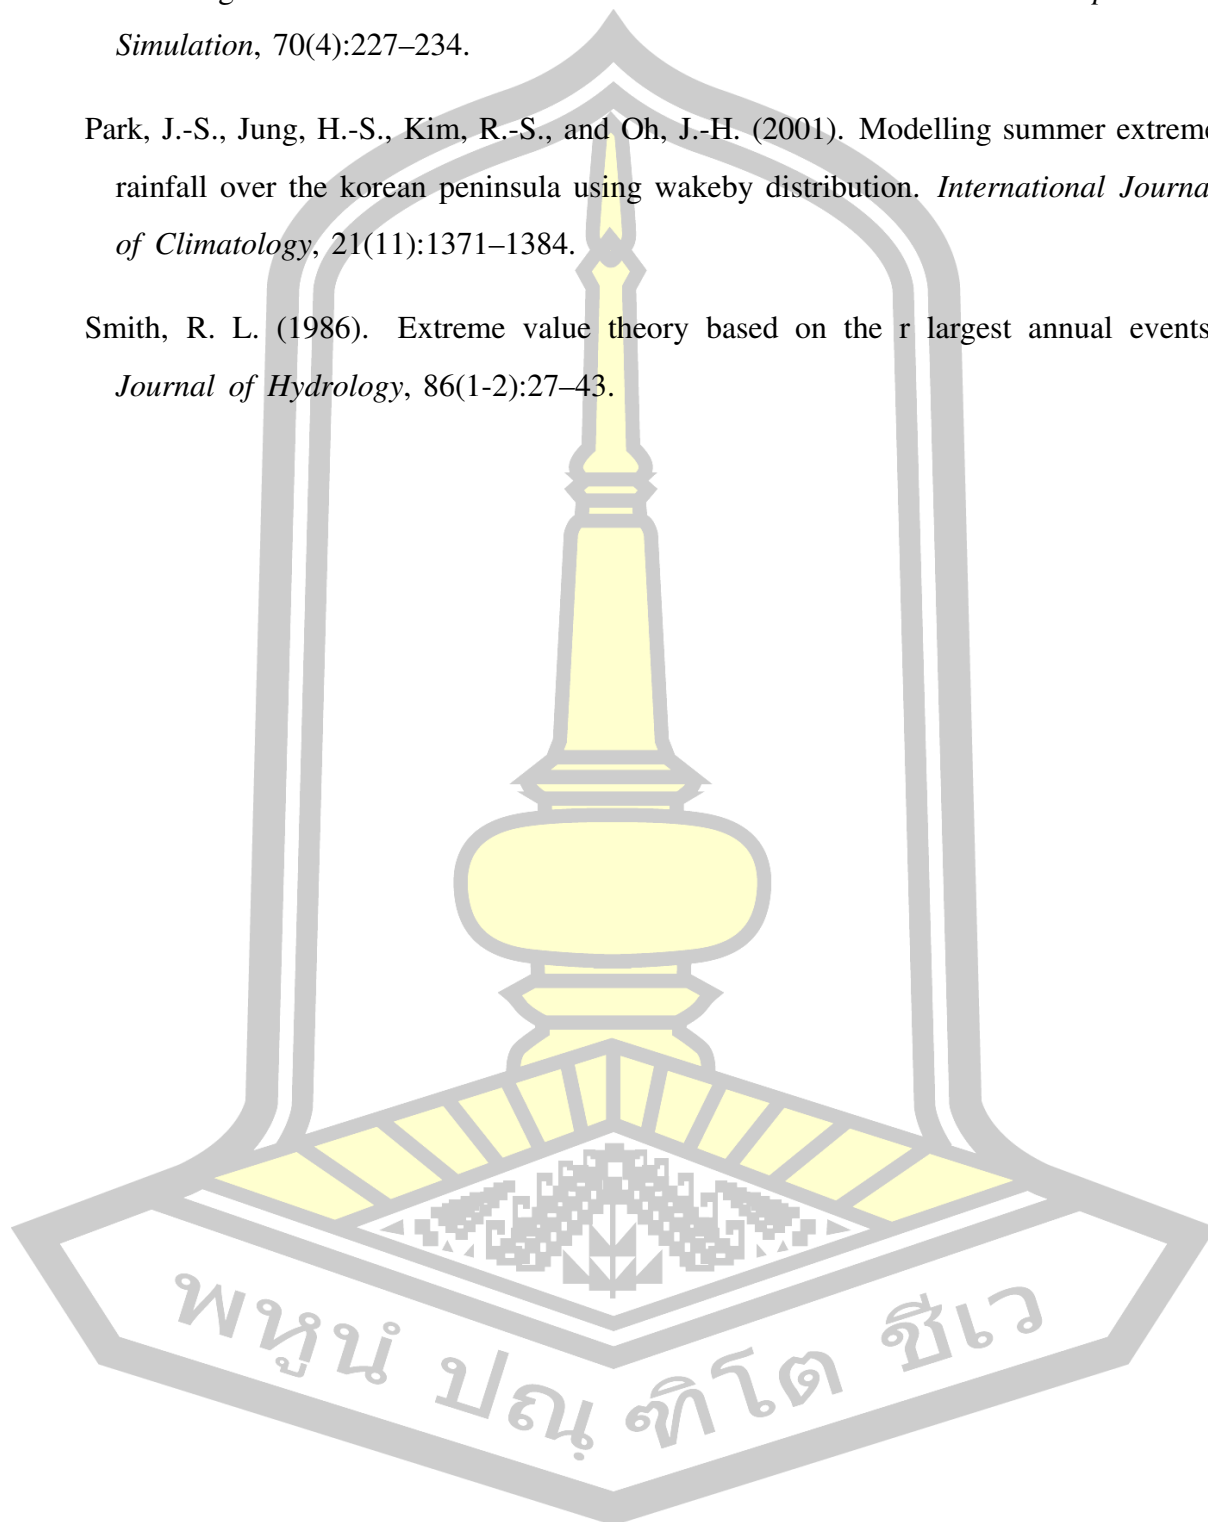 Simulation, 70(4):227–234.
Park, J.-S., Jung, H.-S., Kim, R.-S., and Oh, J.-H. (2001). Modelling summer extreme
rainfall over the korean peninsula using wakeby distribution. International Journal
of Climatology, 21(11):1371–1384.
Smith, R. L. (1986). Extreme value theory based on the r largest annual events.
Journal of Hydrology, 86(1-2):27–43.
พหูนํ ปณฺฑิโต ชีเว